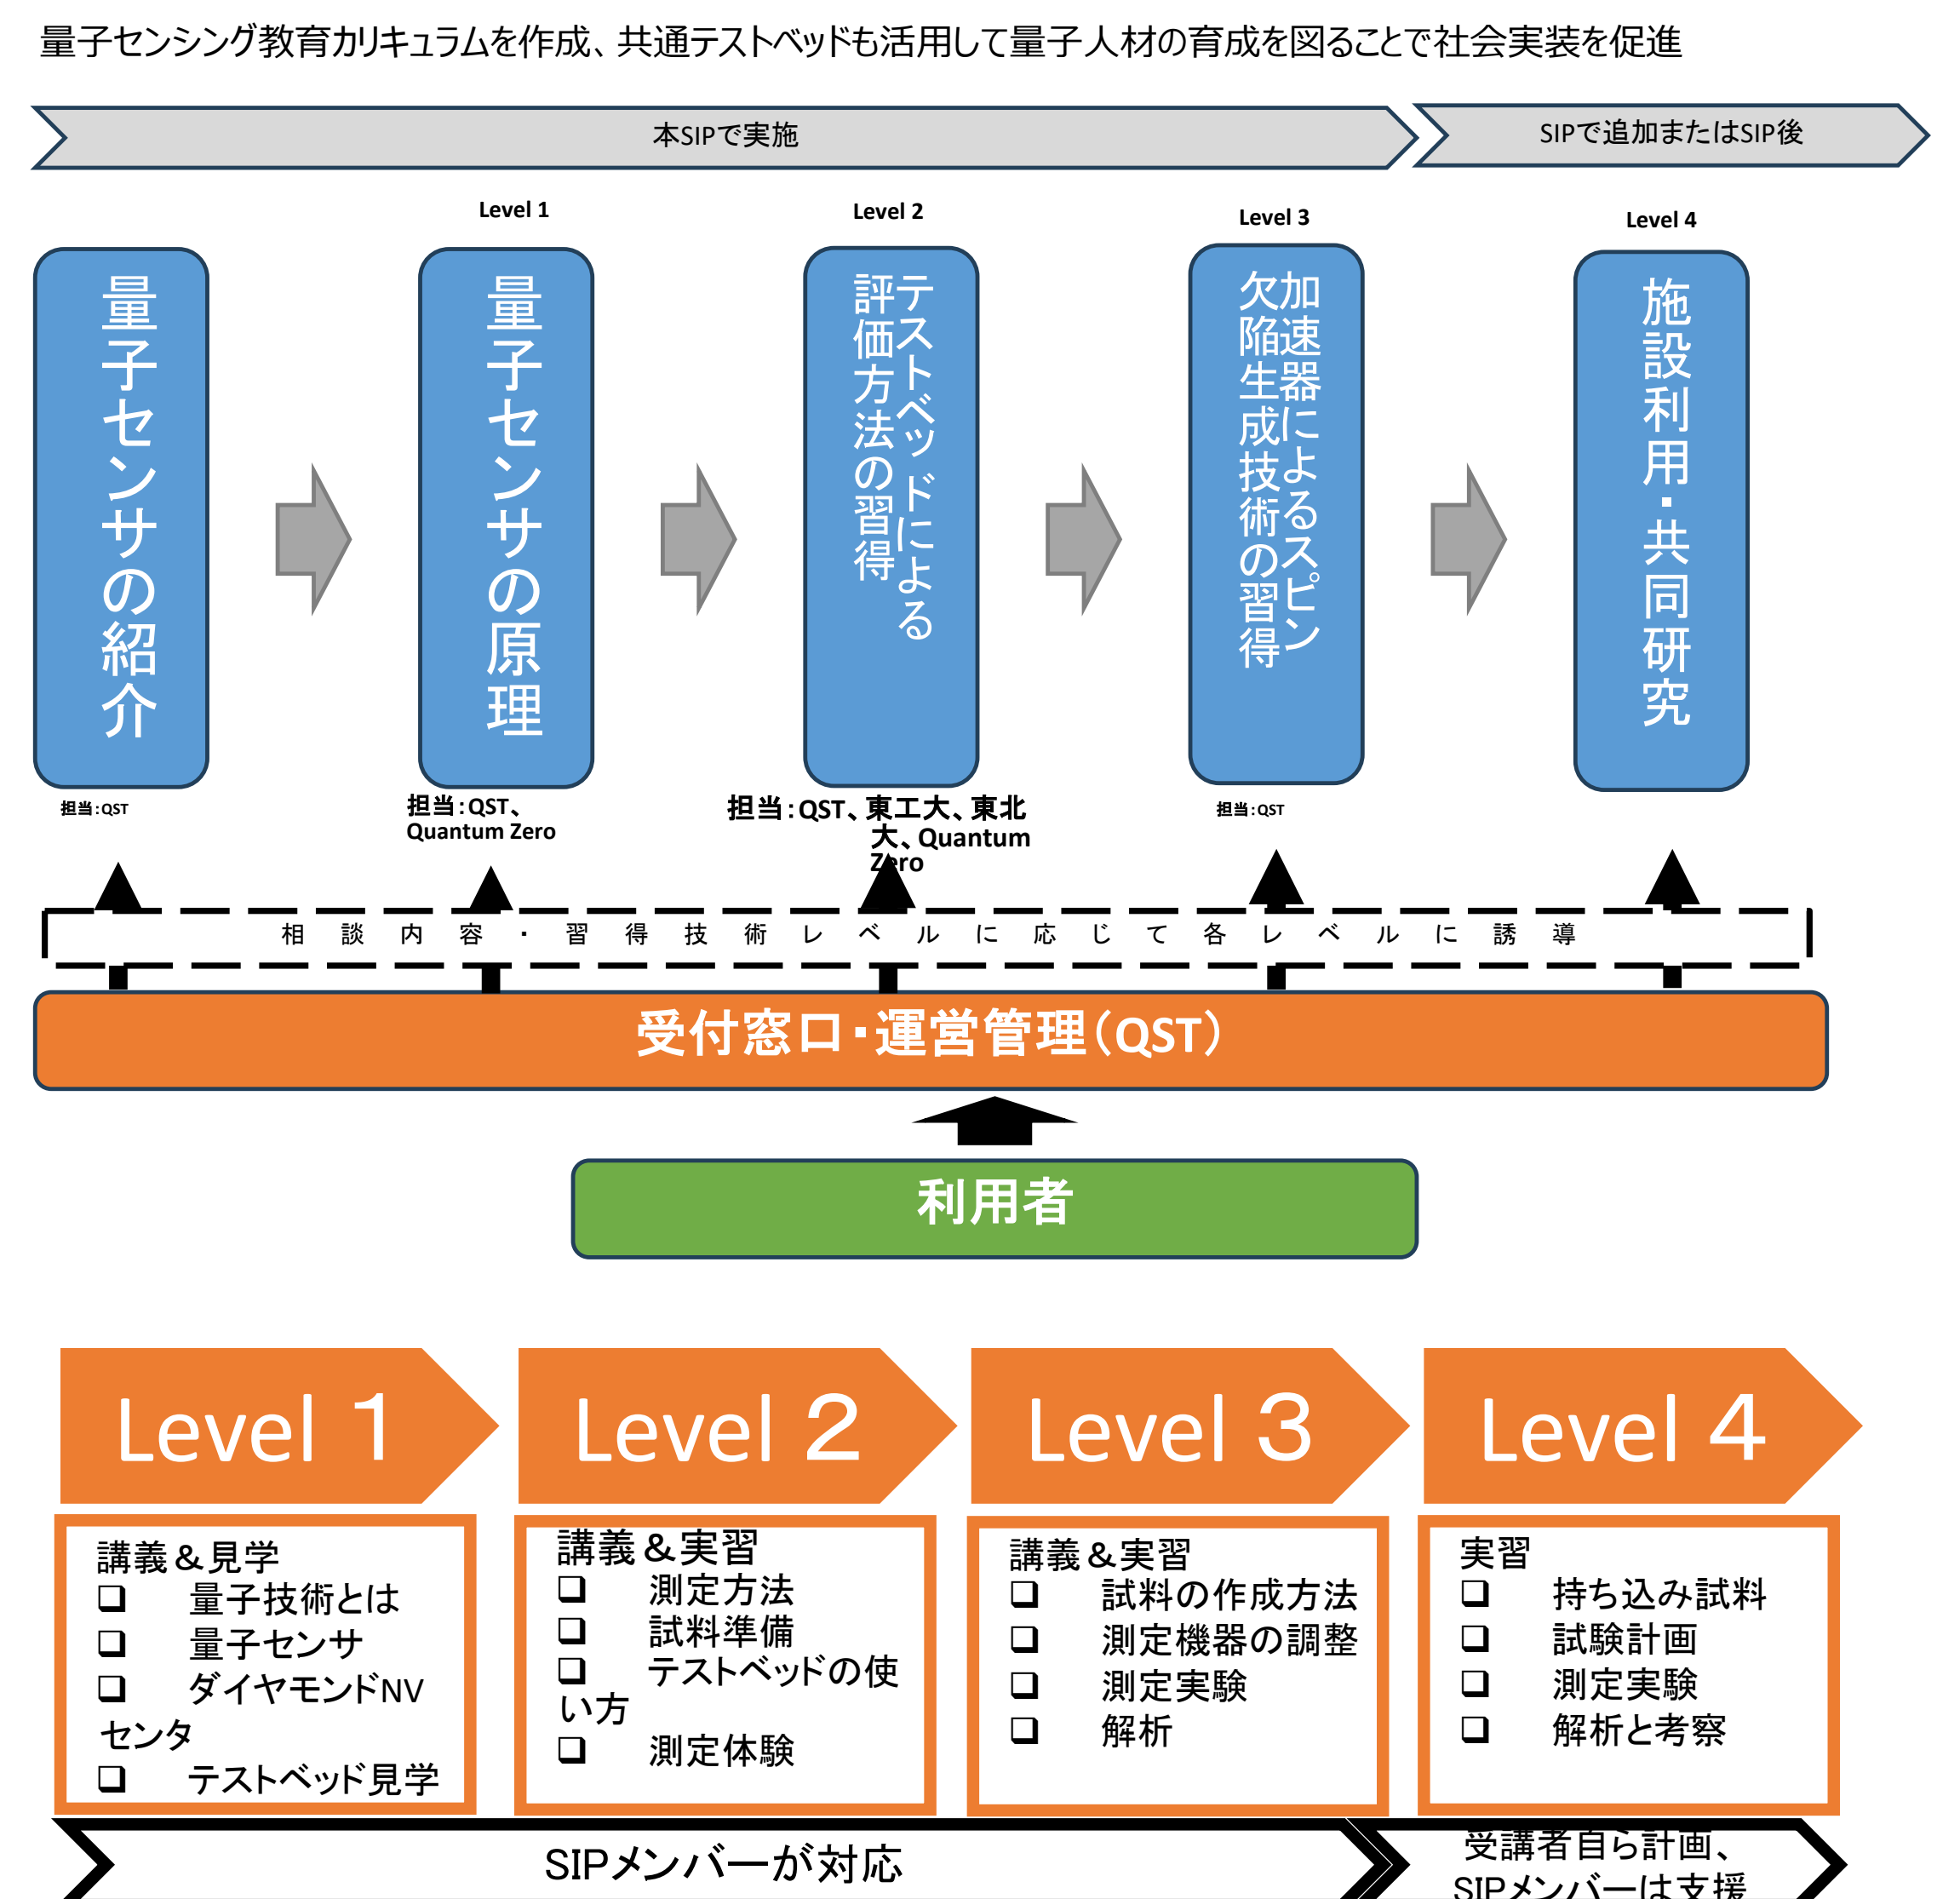 量子センシング教育カリキュラムを作成、共通テストベッドも活用して量子人材の育成を図ることで社会実装を促進
本SIPで実施
SIPで追加またはSIP後
Level 1
Level 2
Level 3
Level 4
量子センサの紹介
量子センサの原理
テストベッドによる
評価方法の習得
加速器によるスピン
欠陥生成技術の習得
施設利用・共同研究
担当：QST
担当：QST、
Quantum Zero
担当：QST、東工大、東北
大、Quantum
Zero
担当：QST
相談内容・習得技術レベルに応じて各レベルに誘導
受付窓口・運営管理（QST）
利用者
Level 1
Level 2
Level 3
Level 4
講義＆見学
❑ 量子技術とは
❑ 量子センサ
❑ ダイヤモンドNV
センタ
❑ テストベッド見学
講義＆実習
❑ 測定方法
❑ 試料準備
❑ テストベッドの使
い方
❑ 測定体験
講義＆実習
❑ 試料の作成方法
❑ 測定機器の調整
❑ 測定実験
❑ 解析
実習
❑ 持ち込み試料
❑ 試験計画
❑ 測定実験
❑ 解析と考察
SIPメンバーが対応
受講者自ら計画、
SIPメンバーは支援